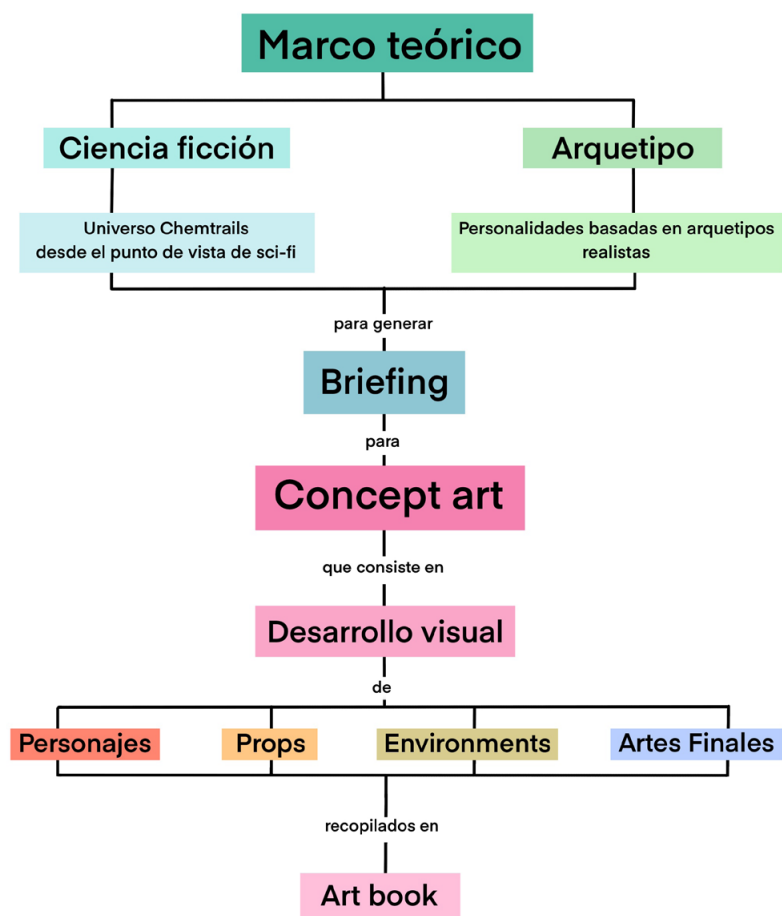 Marco teórico
Ciencia ficción
Arquetipo
Universo Chemtrails
desde el punto de vista de sci-fi
Personalidades basadas en arquetipos
realistas
para generar
Briefing
para
Concept art
que consiste en
Desarrollo visual
de
Personajes
Props
Environments
Artes Finales
recopilados en
Art book